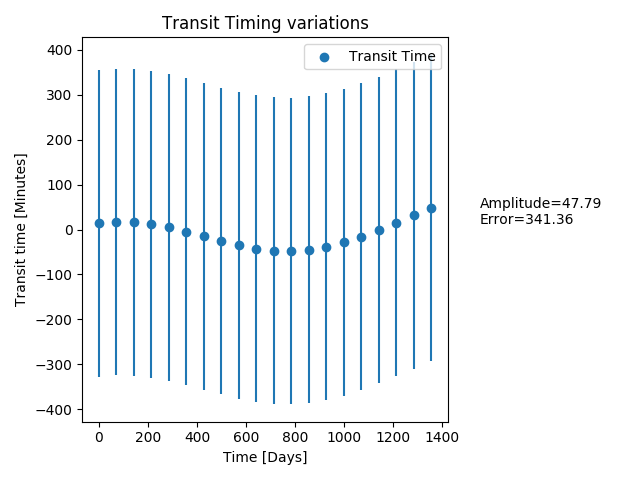 Transit Timing variations
Transit Time
Transit time [Minutes]
400
300
200
100
0
−100
−200
−300
−400
0 200 400 600 800 1000 1200 1400
Time [Days]
Amplitude=47.79
Error=341.36